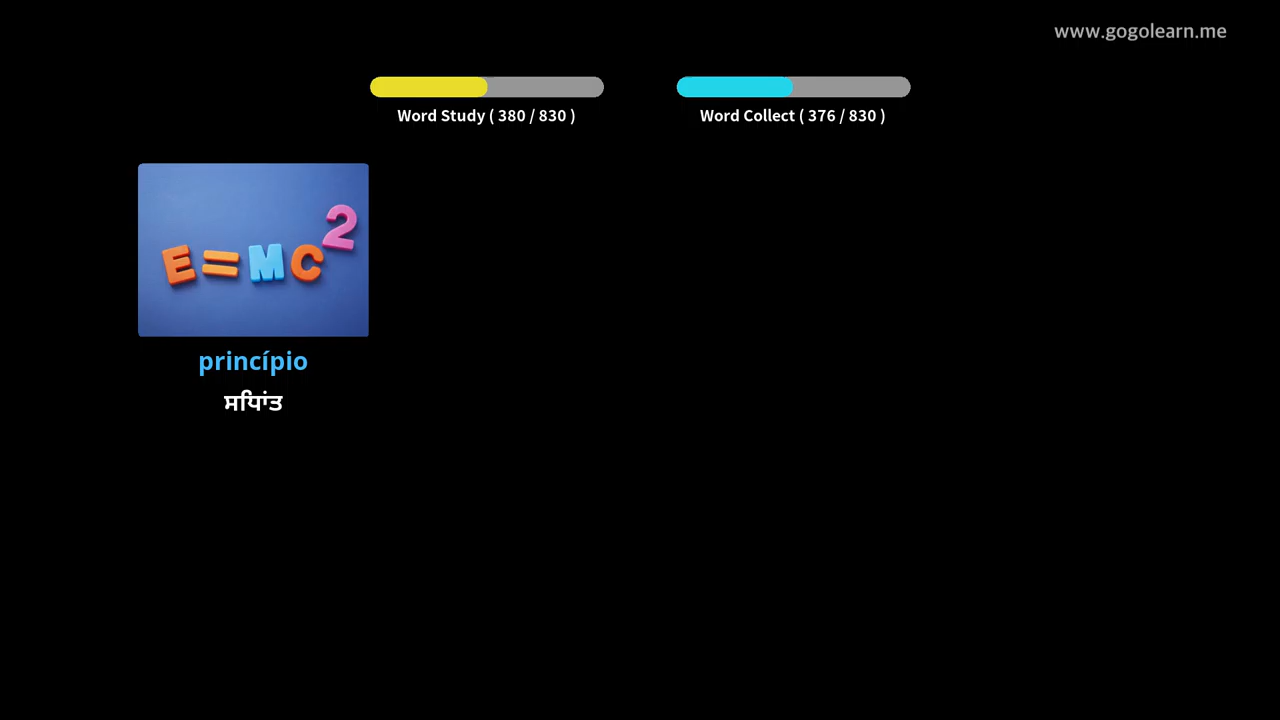 www.gogolearn.me
Word Study ( 380 / 830 )
Word Collect ( 376 / 830 )
E=MC²
princípio
ਸਧਿਾਂਤ